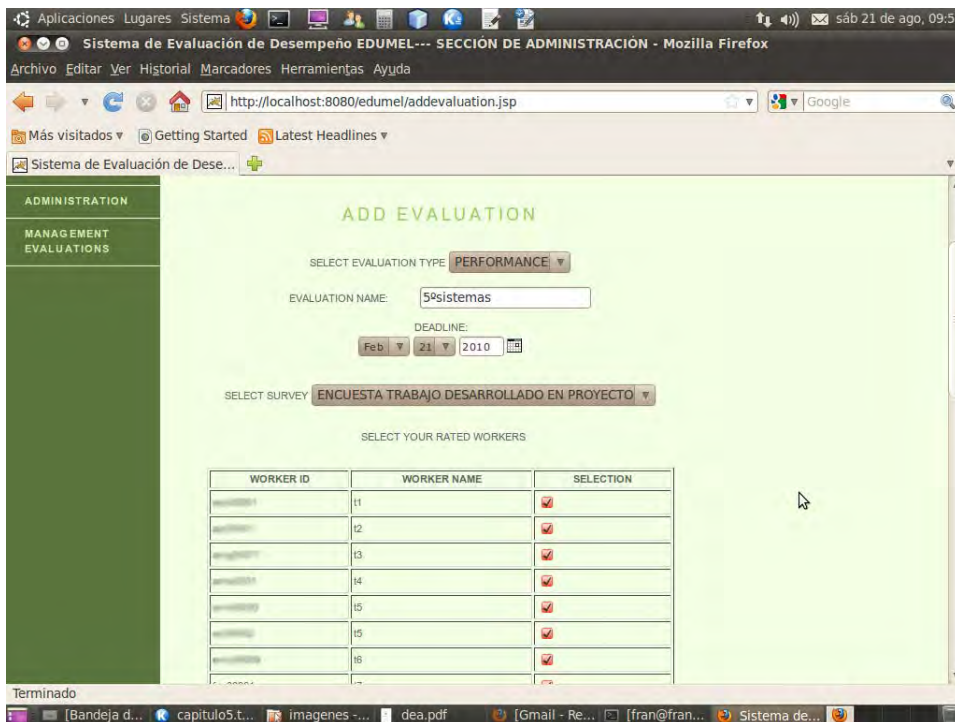 Aplicaciones Lugares Sistema sáb 21 de ago, 09:5
Sistema de Evaluación de Desempeño EDUMEL--- SECCIÓN DE ADMINISTRACIÓN - Mozilla Firefox
Archivo Editar Ver Historial Marcadores Herramientas Ayuda
http://localhost:8080/edumel/addevaluation.jsp Google
Más visitados Getting Started Latest Headlines
Sistema de Evaluación de Dese...
ADMINISTRATION
MANAGEMENT
EVALUATIONS
ADD EVALUATION
SELECT EVALUATION TYPE PERFORMANCE
EVALUATION NAME: 5ºsistemas
DEADLINE:
Feb 21 2010
SELECT SURVEY ENCUESTA TRABAJO DESARROLLADO EN PROYECTO
SELECT YOUR RATED WORKERS
WORKER ID WORKER NAME SELECTION
t1
t2
t3
t4
t5
t5
t6
Terminado
[Bandeja d... capitulo5.t... imagenes -... dea.pdf [Gmail - Re... [fran@fran... Sistema de...